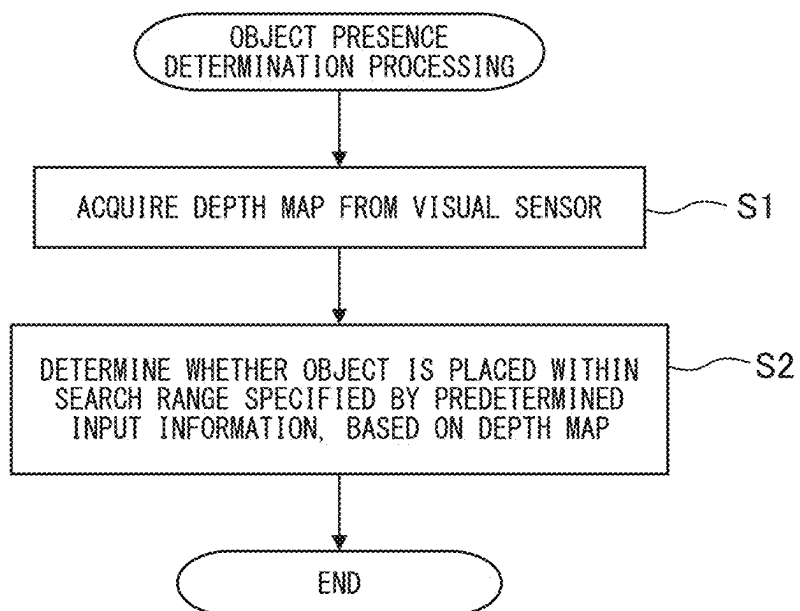 OBJECT PRESENCE
DETERMINATION PROCESSING
ACQUIRE DEPTH MAP FROM VISUAL SENSOR
S1
DETERMINE WHETHER OBJECT IS PLACED WITHIN
SEARCH RANGE SPECIFIED BY PREDETERMINED
INPUT INFORMATION, BASED ON DEPTH MAP
S2
END